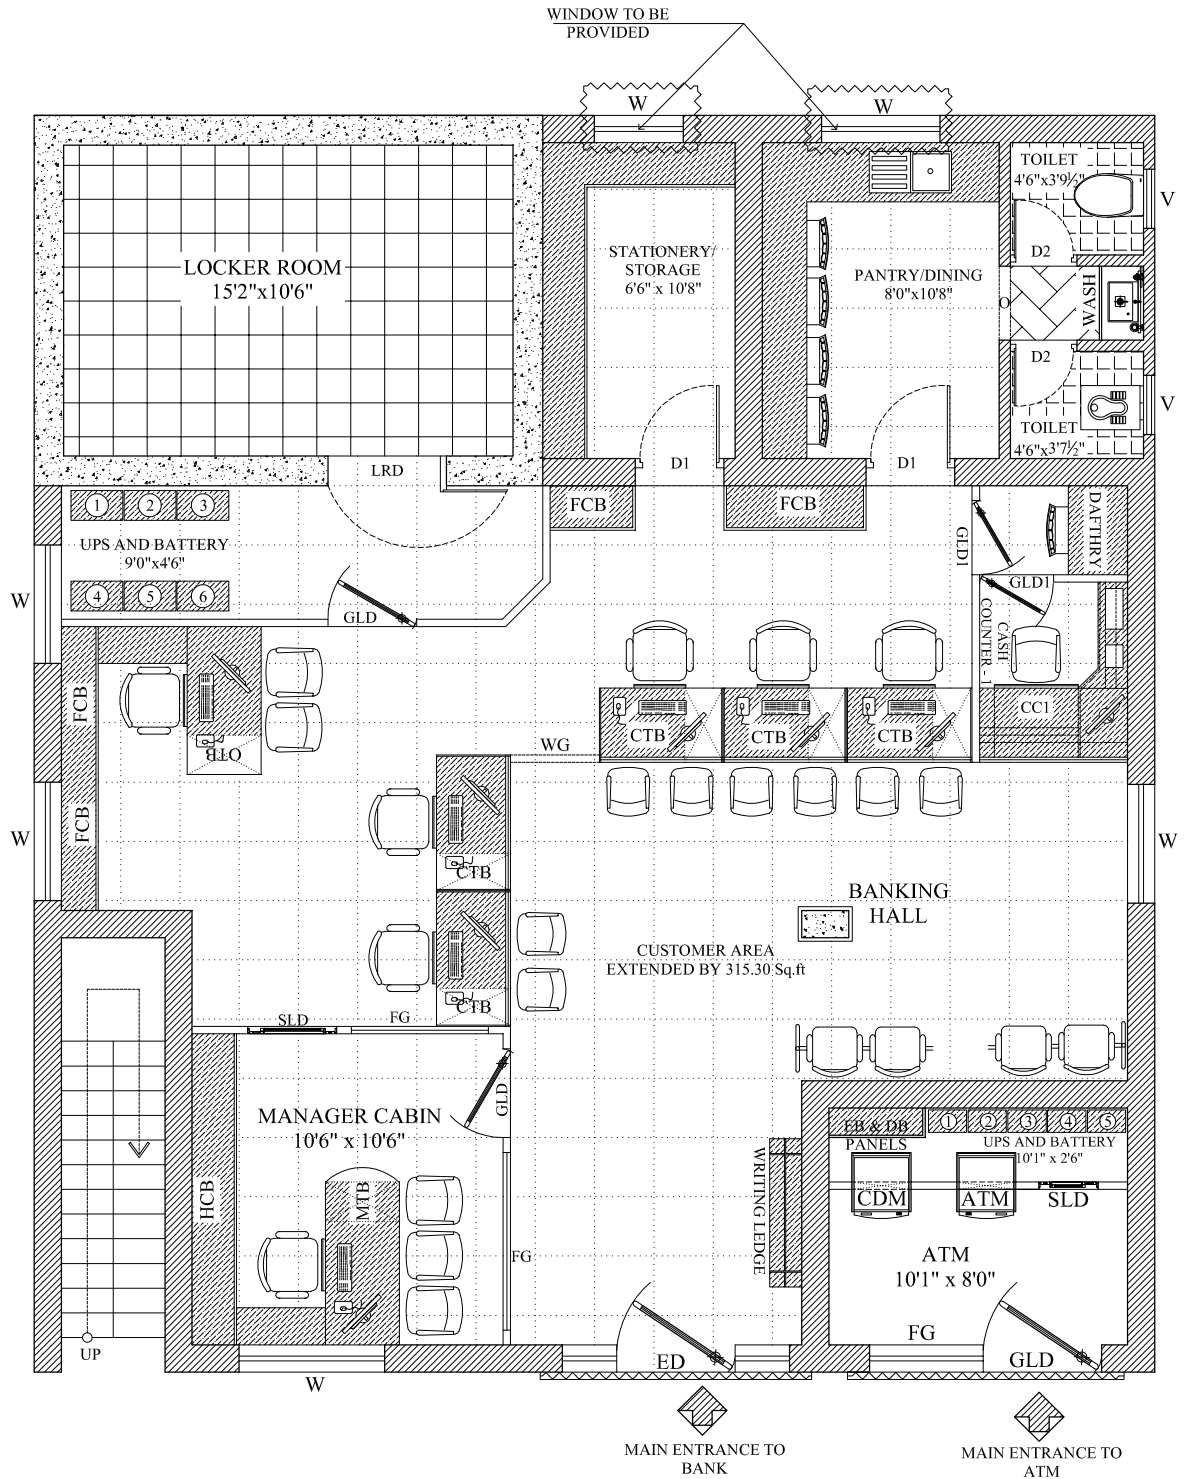 WINDOW TO BE
PROVIDED
W
W
TOILET
4'6"x3'9½"
V
D2
LOCKER ROOM
15'2"x10'6"
STATIONERY/
STORAGE
6'6" x 10'8"
PANTRY/DINING
8'0"x10'8"
O
WASH
D2
V
TOILET
4'6"x3'7½"
LRD
D1
D1
1
2
3
FCB
FCB
DAFTHRY
UPS AND BATTERY
9'0"x4'6"
GLD1
GLD1
4
5
6
W
GLD
CASH
COUNTER - 1
FCB
CC1
OTB
WG
CTB
CTB
CTB
FCB
W
W
CTB
BANKING
HALL
CUSTOMER AREA
EXTENDED BY 315.30 Sq.ft
CTB
SLD
FG
GLD
MANAGER CABIN
10'6" x 10'6"
EB & DB
PANELS
1
2
3
4
5
UPS AND BATTERY
10'1" x 2'6"
HCB
MTB
WRITING LEDGE
CDM
ATM
SLD
FG
ATM
10'1" x 8'0"
UP
W
ED
FG
GLD
MAIN ENTRANCE TO
BANK
MAIN ENTRANCE TO
ATM